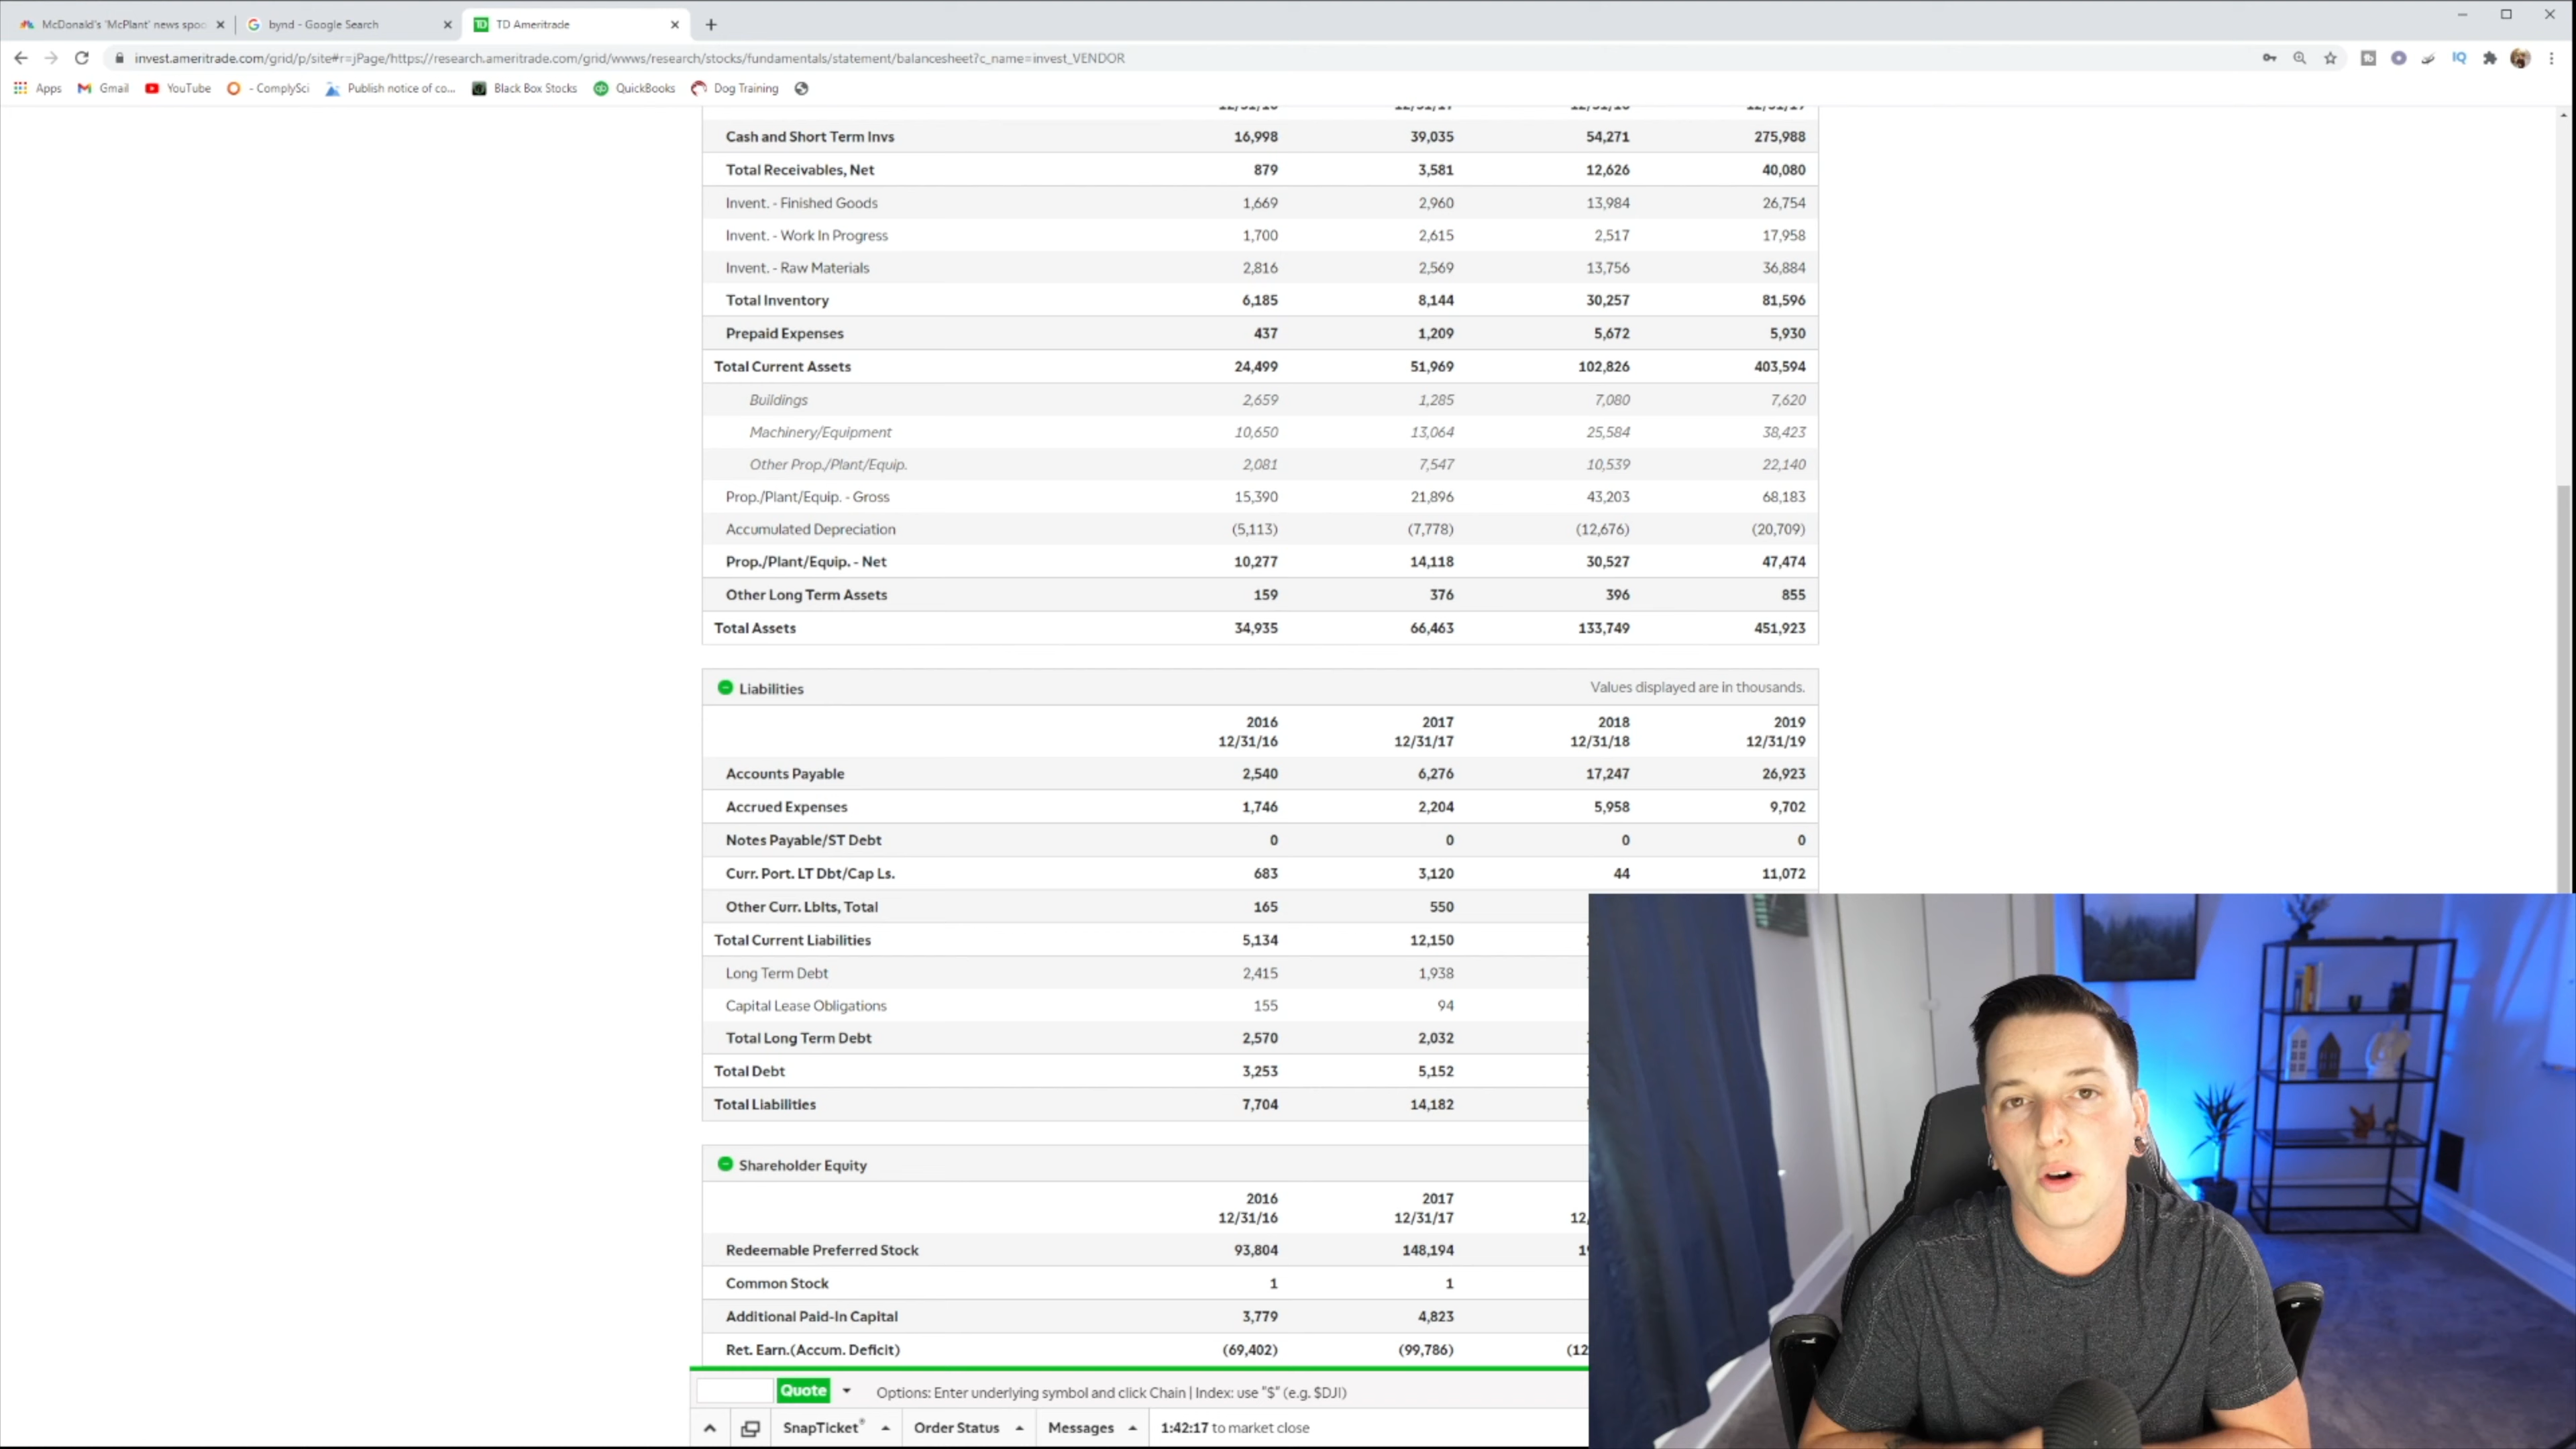 McDonald's 'McPlant' news spoo
bynd - Google Search
TD Ameritrade
invest.ameritrade.com/grid/p/site#r=jPage/https://research.ameritrade.com/grid/wwws/research/stocks/fundamentals/statement/balancesheet?c_name=invest_VENDOR
Apps Gmail YouTube - ComplySci Publish notice of co... Black Box Stocks QuickBooks Dog Training
12/31/16 12/31/17 12/31/18 12/31/19
Cash and Short Term Invs 16,998 39,035 54,271 275,988
Total Receivables, Net 879 3,581 12,626 40,080
Invent. - Finished Goods 1,669 2,960 13,984 26,754
Invent. - Work In Progress 1,700 2,615 2,517 17,958
Invent. - Raw Materials 2,816 2,569 13,756 36,884
Total Inventory 6,185 8,144 30,257 81,596
Prepaid Expenses 437 1,209 5,672 5,930
Total Current Assets 24,499 51,969 102,826 403,594
Buildings 2,659 1,285 7,080 7,620
Machinery/Equipment 10,650 13,064 25,584 38,423
Other Prop./Plant/Equip. 2,081 7,547 10,539 22,140
Prop./Plant/Equip. - Gross 15,390 21,896 43,203 68,183
Accumulated Depreciation (5,113) (7,778) (12,676) (20,709)
Prop./Plant/Equip. - Net 10,277 14,118 30,527 47,474
Other Long Term Assets 159 376 396 855
Total Assets 34,935 66,463 133,749 451,923
Liabilities Values displayed are in thousands.
2016 2017 2018 2019
12/31/16 12/31/17 12/31/18 12/31/19
Accounts Payable 2,540 6,276 17,247 26,923
Accrued Expenses 1,746 2,204 5,958 9,702
Notes Payable/ST Debt 0 0 0 0
Curr. Port. LT Dbt/Cap Ls. 683 3,120 44 11,072
Other Curr. Lblts, Total 165 550
Total Current Liabilities 5,134 12,150
Long Term Debt 2,415 1,938
Capital Lease Obligations 155 94
Total Long Term Debt 2,570 2,032
Total Debt 3,253 5,152
Total Liabilities 7,704 14,182
Shareholder Equity
2016 2017
12/31/16 12/31/17 12/
Redeemable Preferred Stock 93,804 148,194 19
Common Stock 1 1
Additional Paid-In Capital 3,779 4,823
Ret. Earn.(Accum. Deficit) (69,402) (99,786) (12
Quote Options: Enter underlying symbol and click Chain | Index: use "$" (e.g. $DJI)
SnapTicket® Order Status Messages 1:42:17 to market close